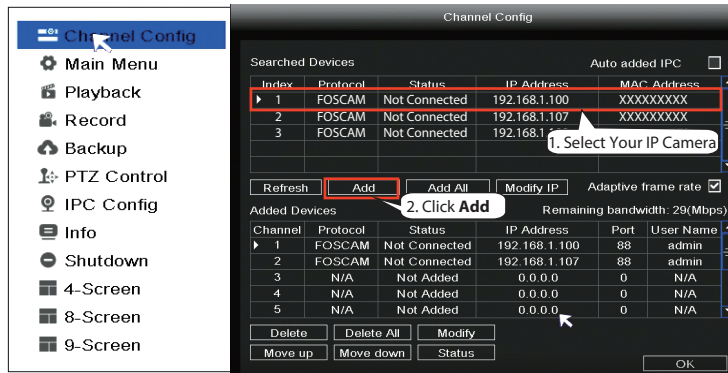 Channel Config
Main Menu
Playback
Record
Backup
PTZ Control
IPC Config
Info
Shutdown
4-Screen
8-Screen
9-Screen
Channel Config
Searched Devices Auto added IPC
Index Protocol Status IP Address MAC Address
1 FOSCAM Not Connected 192.168.1.100 XXXXXXXXX
2 FOSCAM Not Connected 192.168.1.107 XXXXXXXXX
3 FOSCAM Not Connected
1. Select Your IP Camera
Refresh Add Add All Modify IP Adaptive frame rate
2. Click Add
Added Devices Remaining bandwidth: 29(Mbps)
Channel Protocol Status IP Address Port User Name
1 FOSCAM Not Connected 192.168.1.100 88 admin
2 FOSCAM Not Connected 192.168.1.107 88 admin
3 N/A Not Added 0.0.0.0 0 N/A
4 N/A Not Added 0.0.0.0 0 N/A
5 N/A Not Added 0.0.0.0 0 N/A
Delete Delete All Modify
Move up Move down Status
OK